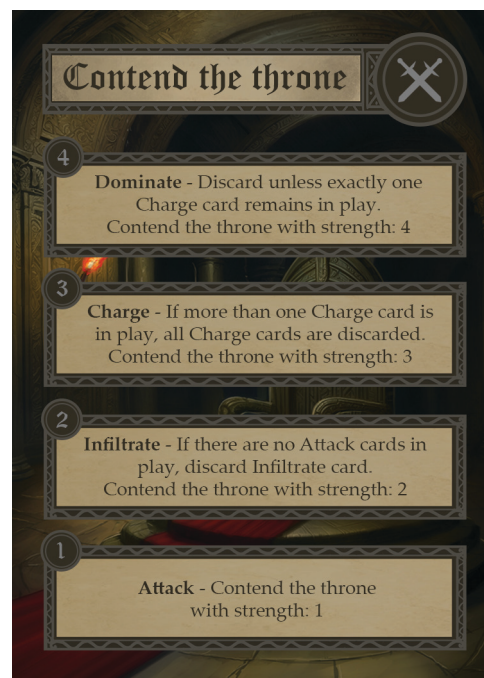 Contend the throne
4
Dominate - Discard unless exactly one
Charge card remains in play.
Contend the throne with strength: 4
3
Charge - If more than one Charge card is
in play, all Charge cards are discarded.
Contend the throne with strength: 3
2
Infiltrate - If there are no Attack cards in
play, discard Infiltrate card.
Contend the throne with strength: 2
1
Attack - Contend the throne
with strength: 1